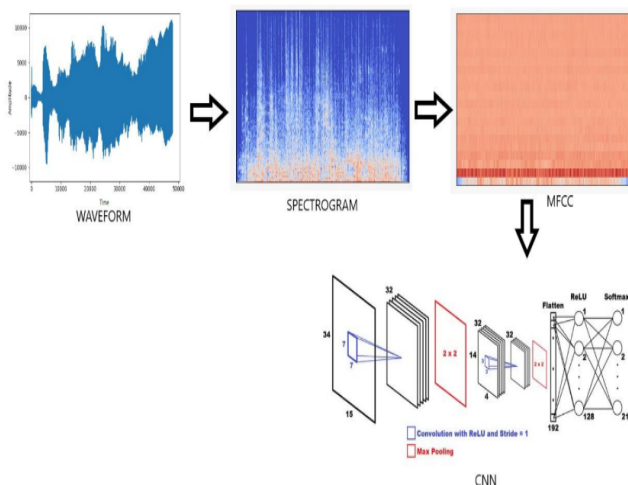 10000
5000
0
−5000
−10000
Amplitude
0 10000 20000 30000 40000 50000
Time
WAVEFORM
SPECTROGRAM
MFCC
34
7
7
15
32
2 x 2
32
14
4
32
2 x 2
Flatten
192
ReLU
1
2
128
Softmax
1
2
21
Convolution with ReLU and Stride = 1
Max Pooling
CNN